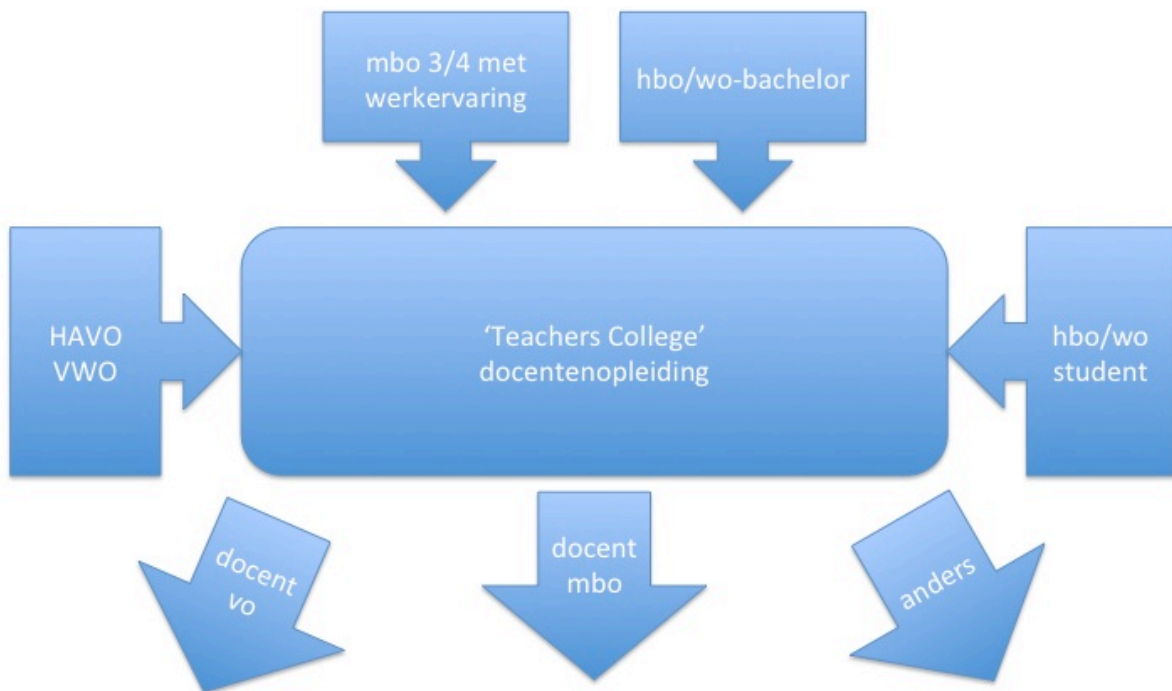 mbo 3/4 met
werkervaring
hbo/wo-bachelor
HAVO
VWO
‘Teachers College’
docentenopleiding
hbo/wo
student
docent
vo
docent
mbo
anders